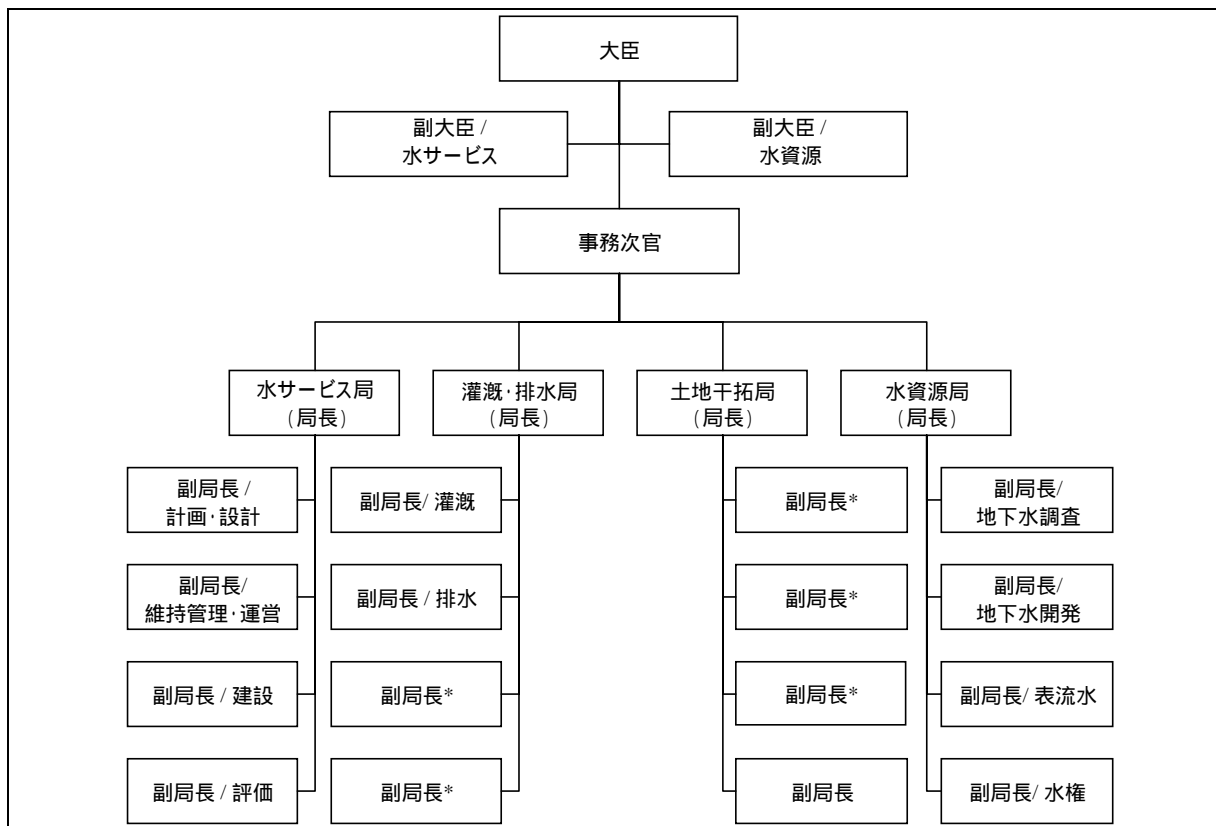 大臣
副大臣 /
水サービス
副大臣 /
水資源
事務次官
水サービス局
(局長)
灌漑･排水局
(局長)
土地干拓局
(局長)
水資源局
(局長)
副局長 /
計画･設計
副局長/
維持管理･運営
副局長 / 建設
副局長 / 評価
副局長/ 灌漑
副局長 / 排水
副局長*
副局長*
副局長*
副局長*
副局長*
副局長
副局長/
地下水調査
副局長/
地下水開発
副局長/ 表流水
副局長/ 水権